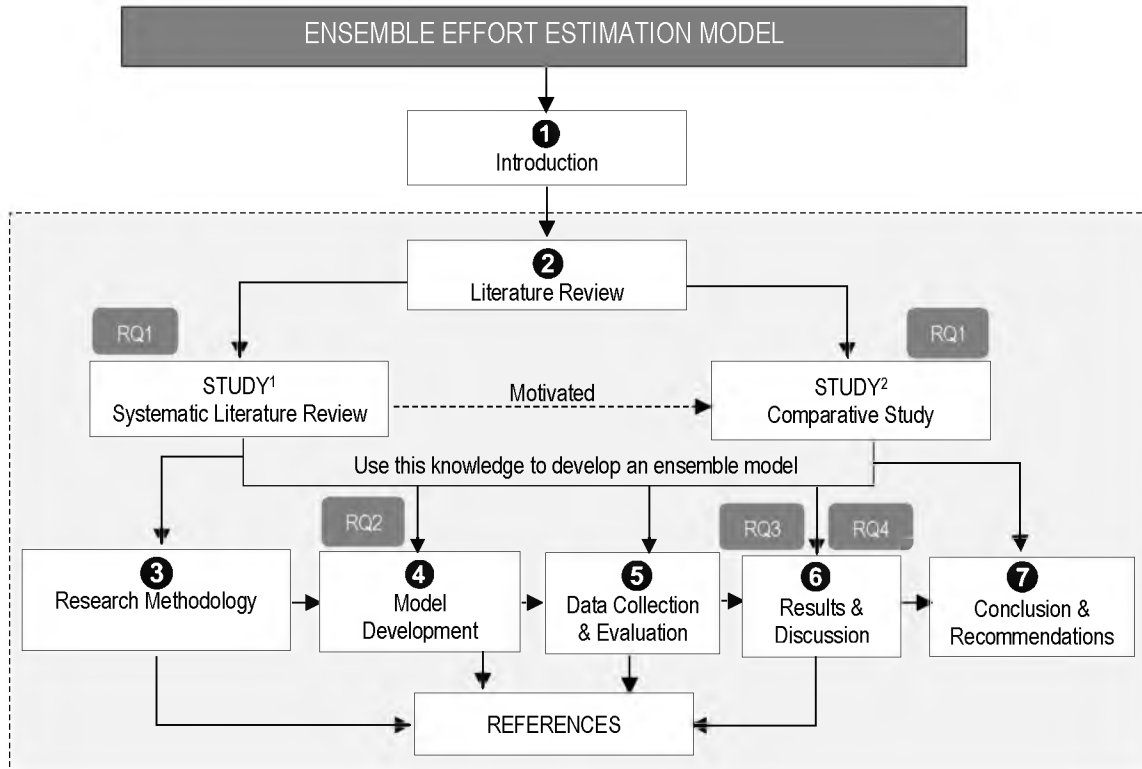 ENSEMBLE EFFORT ESTIMATION MODEL
1
Introduction
2
Literature Review
RQ1
RQ1
STUDY¹
Systematic Literature Review
Motivated
STUDY²
Comparative Study
Use this knowledge to develop an ensemble model
RQ2
RQ3
RQ4
3
Research Methodology
4
Model
Development
5
Data Collection
& Evaluation
6
Results &
Discussion
7
Conclusion &
Recommendations
REFERENCES